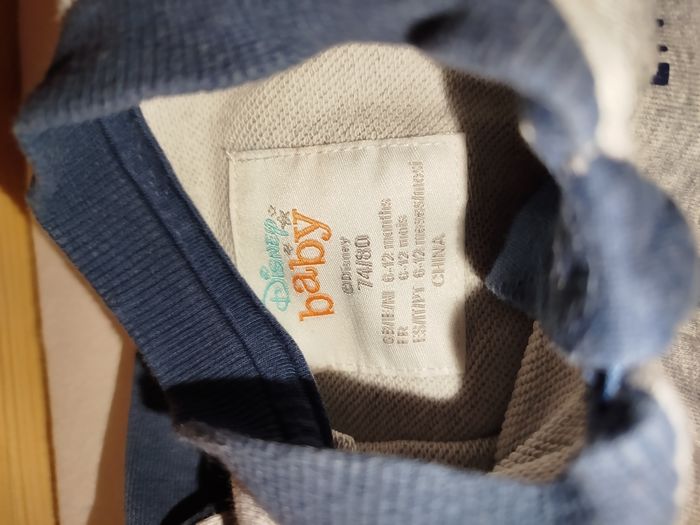 DISNEY
baby
©Disney
74/80
GB/IE/NI 6-12 months
FR 6-12 mois
ES/IT/PT 6-12 meses/mesi
CHINA